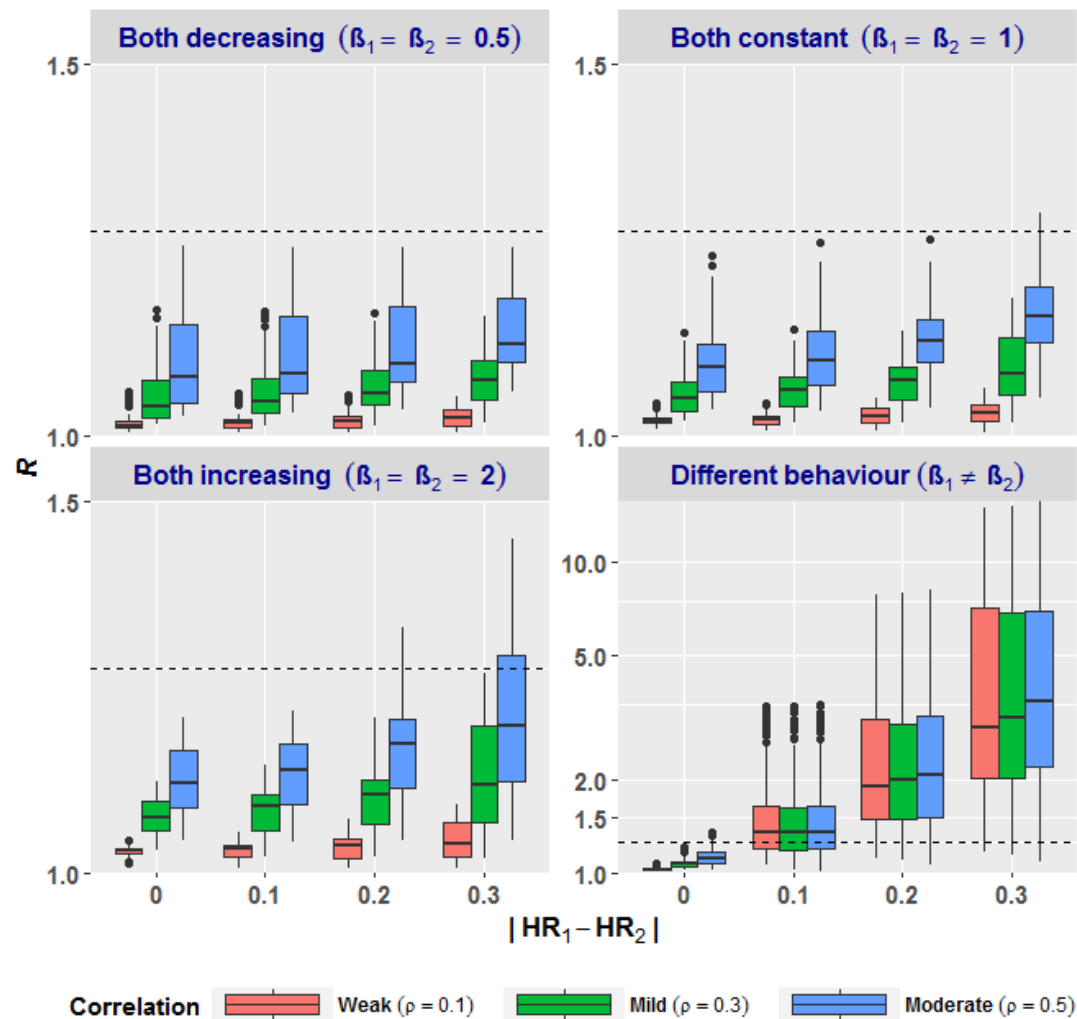 Both decreasing (ß₁ = ß₂ = 0.5)
Both constant (ß₁ = ß₂ = 1)
1.5
1.0
1.5
1.0
R
Both increasing (ß₁ = ß₂ = 2)
Different behaviour (ß₁ ≠ ß₂)
1.5
1.0
10.0
5.0
2.0
1.5
1.0
0 0.1 0.2 0.3
0 0.1 0.2 0.3
| HR₁ − HR₂ |
Correlation Weak (ρ = 0.1) Mild (ρ = 0.3) Moderate (ρ = 0.5)